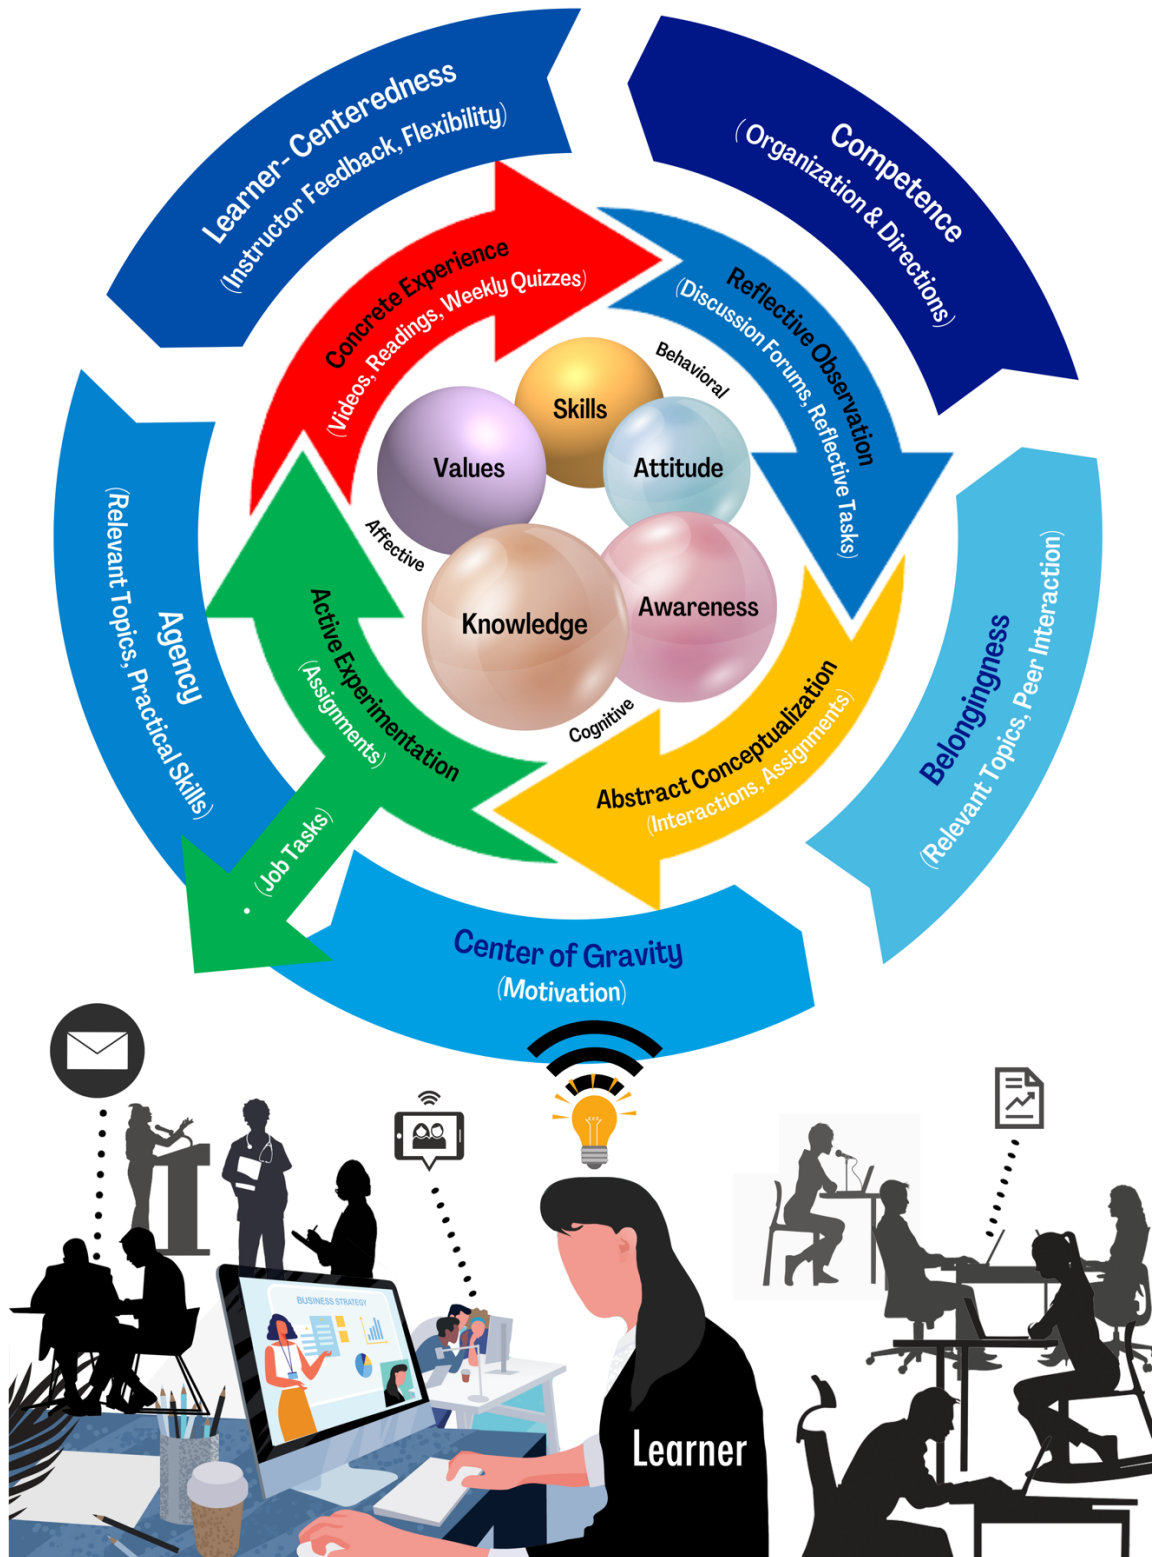 Learner- Centeredness
(Instructor Feedback, Flexibility)
Competence
( Organization & Directions)
Concrete Experience
(Videos, Readings, Weekly Quizzes)
Reflective Observation
(Discussion Forums, Reflective Tasks)
Behavioral
Skills
Values
Attitude
Affective
Knowledge
Awareness
Cognitive
Agency
(Relevant Topics, Practical Skills)
Active Experimentation
(Assignments)
• (Job Tasks)
Abstract Conceptualization
(Interactions, Assignments)
Belongingness
(Relevant Topics, Peer Interaction)
Center of Gravity
(Motivation)
BUSINESS STRATEGY
Learner